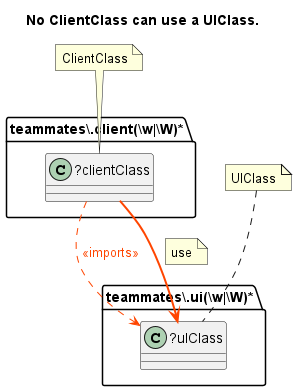 No ClientClass can use a UIClass.
ClientClass
teammates\.client(\w|\W)*
C ?clientClass
UIClass
«imports»
use
teammates\.ui(\w|\W)*
C ?uiClass